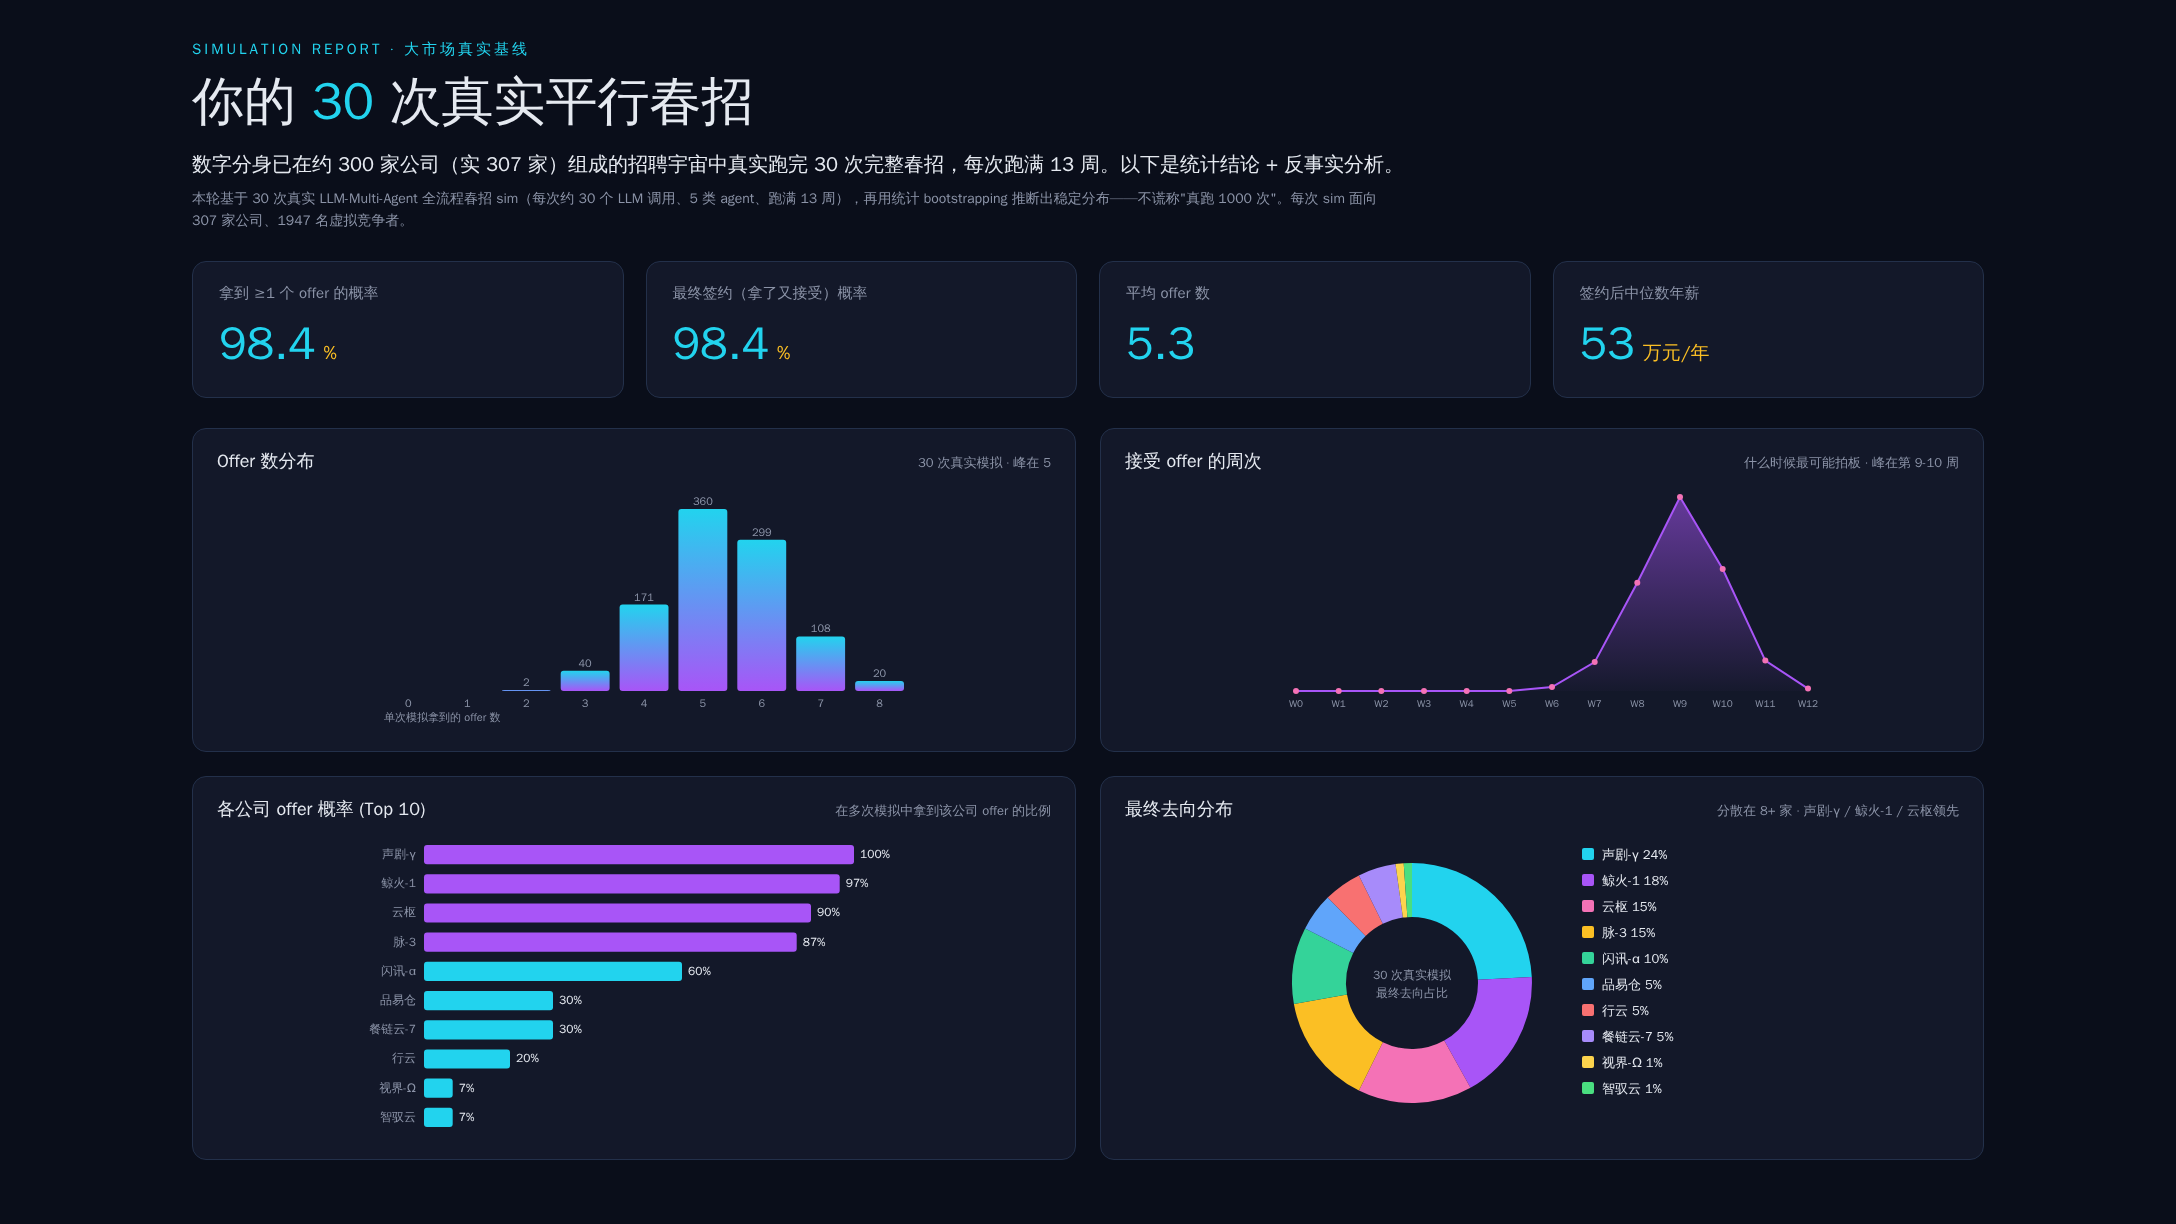 SIMULATION REPORT · 大市场真实基线
你的 30 次真实平行春招
数字分身已在约 300 家公司（实 307 家）组成的招聘宇宙中真实跑完 30 次完整春招，每次跑满 13 周。以下是统计结论 + 反事实分析。
本轮基于 30 次真实 LLM-Multi-Agent 全流程春招 sim（每次约 30 个 LLM 调用、5 类 agent、跑满 13 周），再用统计 bootstrapping 推断出稳定分布——不谎称"真跑 1000 次"。每次 sim 面向
307 家公司、1947 名虚拟竞争者。
拿到 ≥1 个 offer 的概率
98.4 %
最终签约（拿了又接受）概率
98.4 %
平均 offer 数
5.3
签约后中位数年薪
53 万元/年
Offer 数分布
30 次真实模拟 · 峰在 5
360
299
171
108
40
20
2
0 1 2 3 4 5 6 7 8
单次模拟拿到的 offer 数
接受 offer 的周次
什么时候最可能拍板 · 峰在第 9-10 周
W0 W1 W2 W3 W4 W5 W6 W7 W8 W9 W10 W11 W12
各公司 offer 概率 (Top 10)
在多次模拟中拿到该公司 offer 的比例
声剧-γ 100%
鲸火-1 97%
云枢 90%
脉-3 87%
闪讯-α 60%
品易仓 30%
餐链云-7 30%
行云 20%
视界-Ω 7%
智驭云 7%
最终去向分布
分散在 8+ 家 · 声剧-γ / 鲸火-1 / 云枢领先
30 次真实模拟
最终去向占比
声剧-γ 24%
鲸火-1 18%
云枢 15%
脉-3 15%
闪讯-α 10%
品易仓 5%
行云 5%
餐链云-7 5%
视界-Ω 1%
智驭云 1%